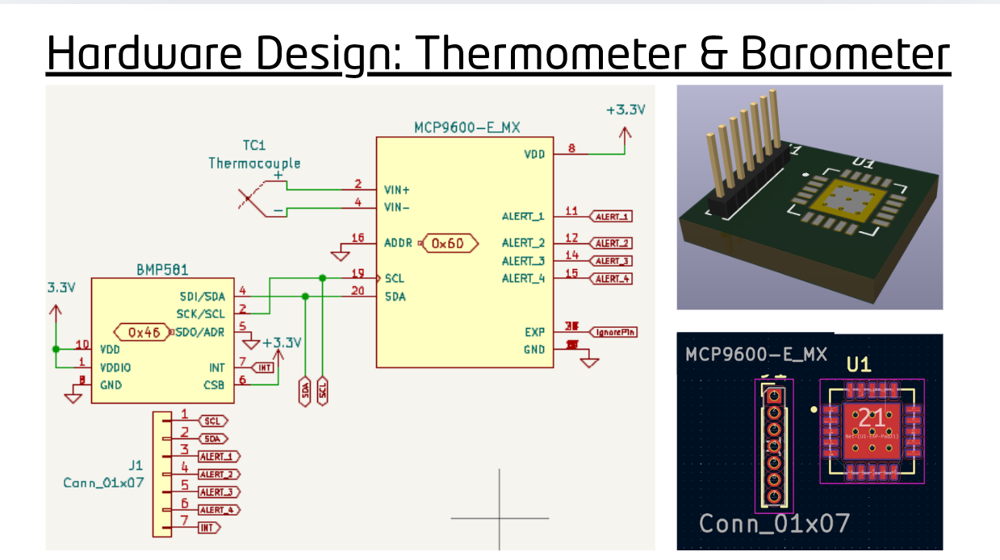 Hardware Design: Thermometer & Barometer
+3.3V
MCP9600-E_MX
TC1
Thermocouple
+
−
VDD 8
2 VIN+
4 VIN-
ALERT_1 11 ALERT_1
16 ADDR 0x60
ALERT_2 12 ALERT_2
ALERT_3 14 ALERT_3
ALERT_4 15 ALERT_4
19 SCL
20 SDA
EXP IgnorePin
GND
BMP581
3.3V
SDI/SDA 4
SCK/SCL 2
0x46 SDO/ADR 5
+3.3V
10 VDD
1 VDDIO
INT 7 INT
GND
CSB 6
SDA
SCL
J1
Conn_01x07
1 SCL
2 SDA
3 ALERT_1
4 ALERT_2
5 ALERT_3
6 ALERT_4
7 INT
U1
MCP9600-E_MX
U1
21
Net-(U1-EXP-Pad21)
Conn_01x07